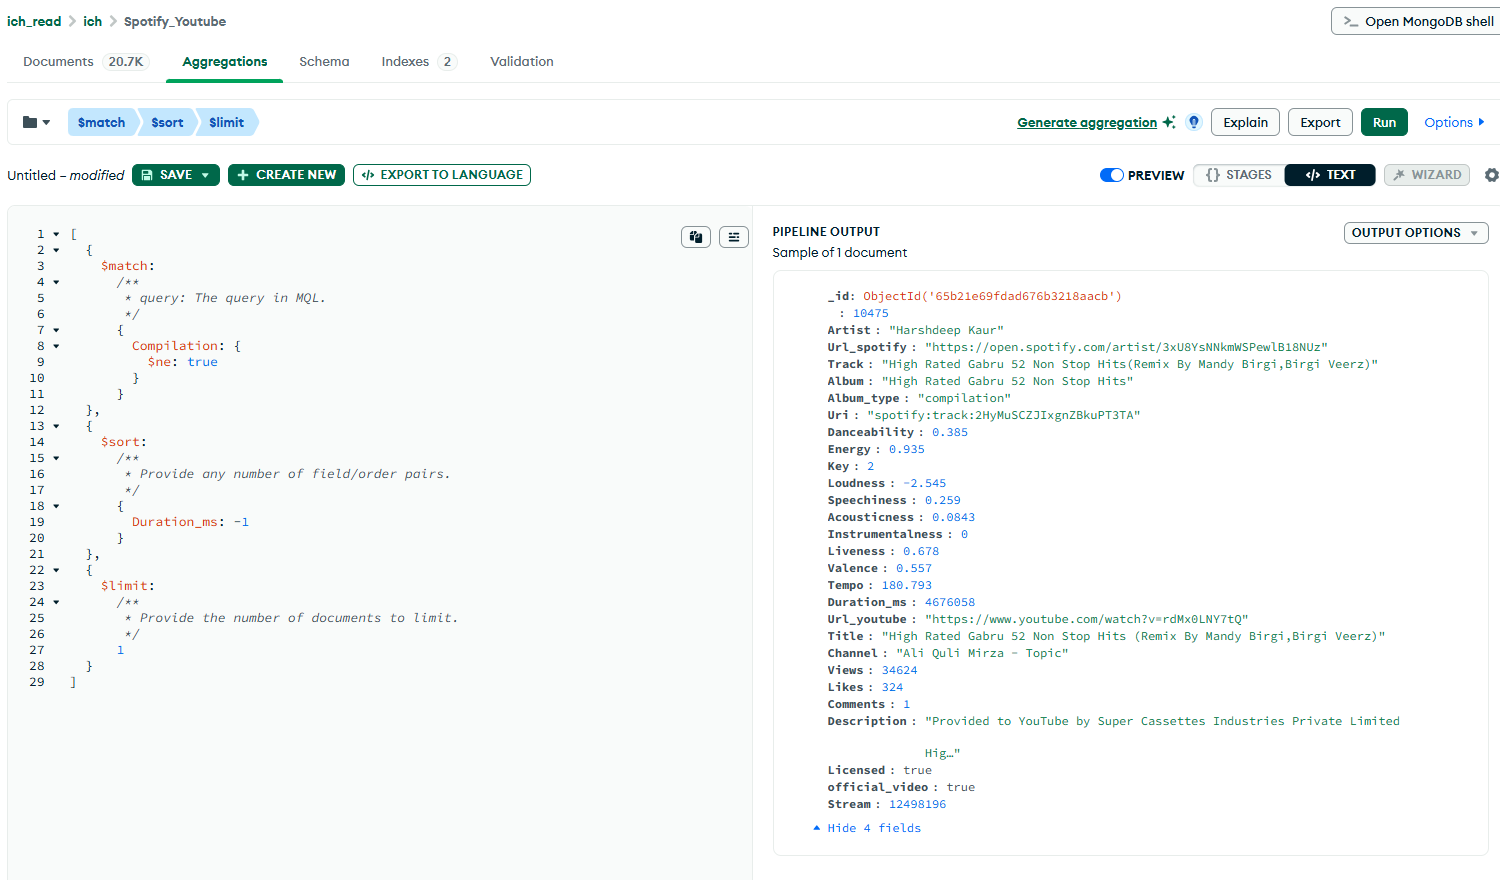 ich_read > ich > Spotify_Youtube
>_ Open MongoDB shell
Documents 20.7K Aggregations Schema Indexes 2 Validation
$match $sort $limit
Generate aggregation Explain Export Run Options
Untitled – modified SAVE + CREATE NEW </> EXPORT TO LANGUAGE
PREVIEW {} STAGES </> TEXT WIZARD
1 [
2 {
3 $match:
4 /**
5 * query: The query in MQL.
6 */
7 {
8 Compilation: {
9 $ne: true
10 }
11 }
12 },
13 {
14 $sort:
15 /**
16 * Provide any number of field/order pairs.
17 */
18 {
19 Duration_ms: -1
20 }
21 },
22 {
23 $limit:
24 /**
25 * Provide the number of documents to limit.
26 */
27 1
28 }
29 ]
PIPELINE OUTPUT
Sample of 1 document
OUTPUT OPTIONS
_id: ObjectId('65b21e69fdad676b3218aacb')
: 10475
Artist : "Harshdeep Kaur"
Url_spotify : "https://open.spotify.com/artist/3xU8YsNNkmWSPewlB18NUz"
Track : "High Rated Gabru 52 Non Stop Hits(Remix By Mandy Birgi,Birgi Veerz)"
Album : "High Rated Gabru 52 Non Stop Hits"
Album_type : "compilation"
Uri : "spotify:track:2HyMuSCZJIxgnZBkuPT3TA"
Danceability : 0.385
Energy : 0.935
Key : 2
Loudness : -2.545
Speechiness : 0.259
Acousticness : 0.0843
Instrumentalness : 0
Liveness : 0.678
Valence : 0.557
Tempo : 180.793
Duration_ms : 4676058
Url_youtube : "https://www.youtube.com/watch?v=rdMx0LNY7tQ"
Title : "High Rated Gabru 52 Non Stop Hits (Remix By Mandy Birgi,Birgi Veerz)"
Channel : "Ali Quli Mirza - Topic"
Views : 34624
Likes : 324
Comments : 1
Description : "Provided to YouTube by Super Cassettes Industries Private Limited
Hig…"
Licensed : true
official_video : true
Stream : 12498196
Hide 4 fields